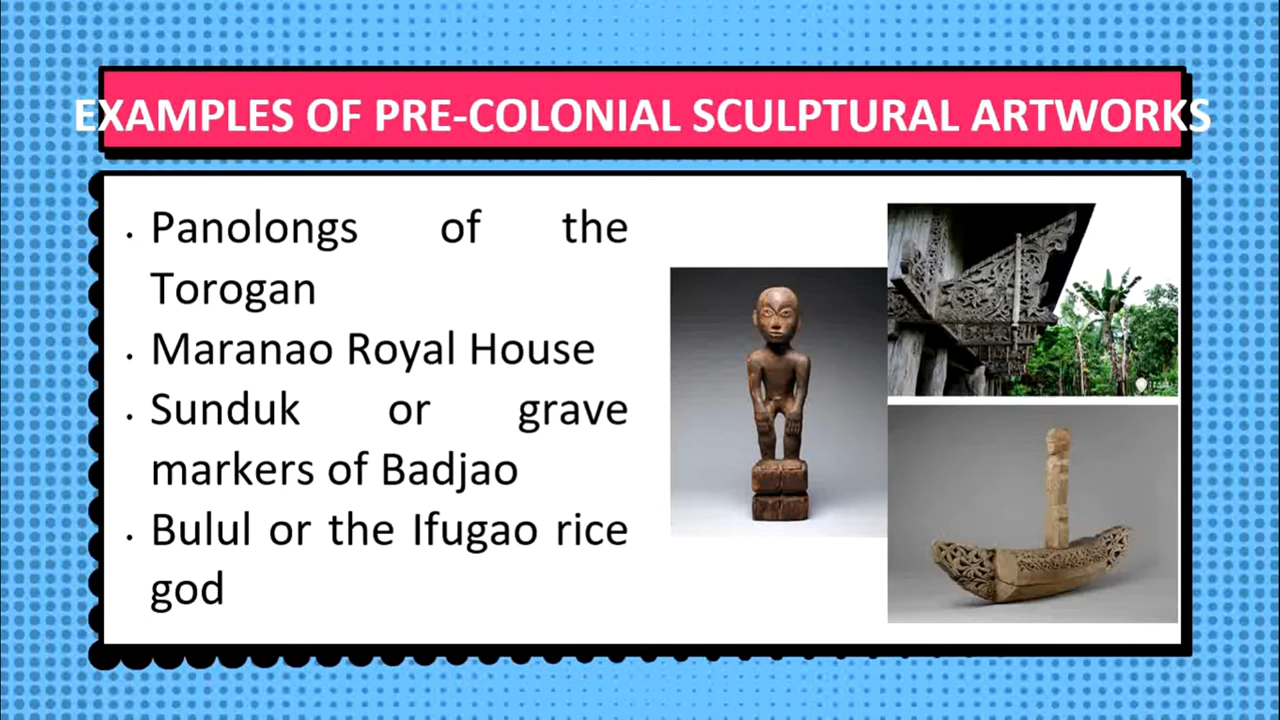 EXAMPLES OF PRE-COLONIAL SCULPTURAL ARTWORKS
· Panolongs of the
Torogan
· Maranao Royal House
· Sunduk or grave
markers of Badjao
· Bulul or the Ifugao rice
god